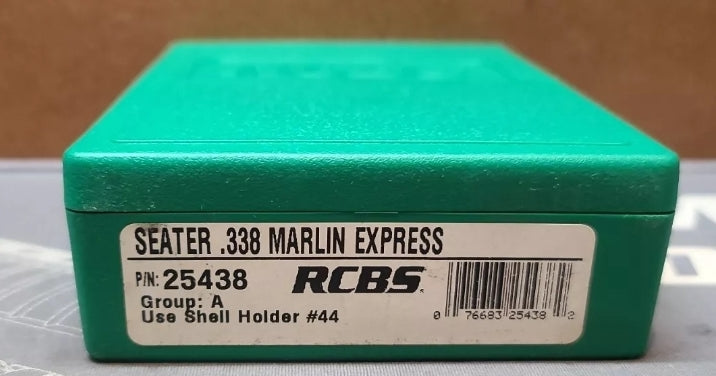 SEATER .338 MARLIN EXPRESS
P/N: 25438
RCBS.
Group: A
Use Shell Holder #44
0 76683 25438 2